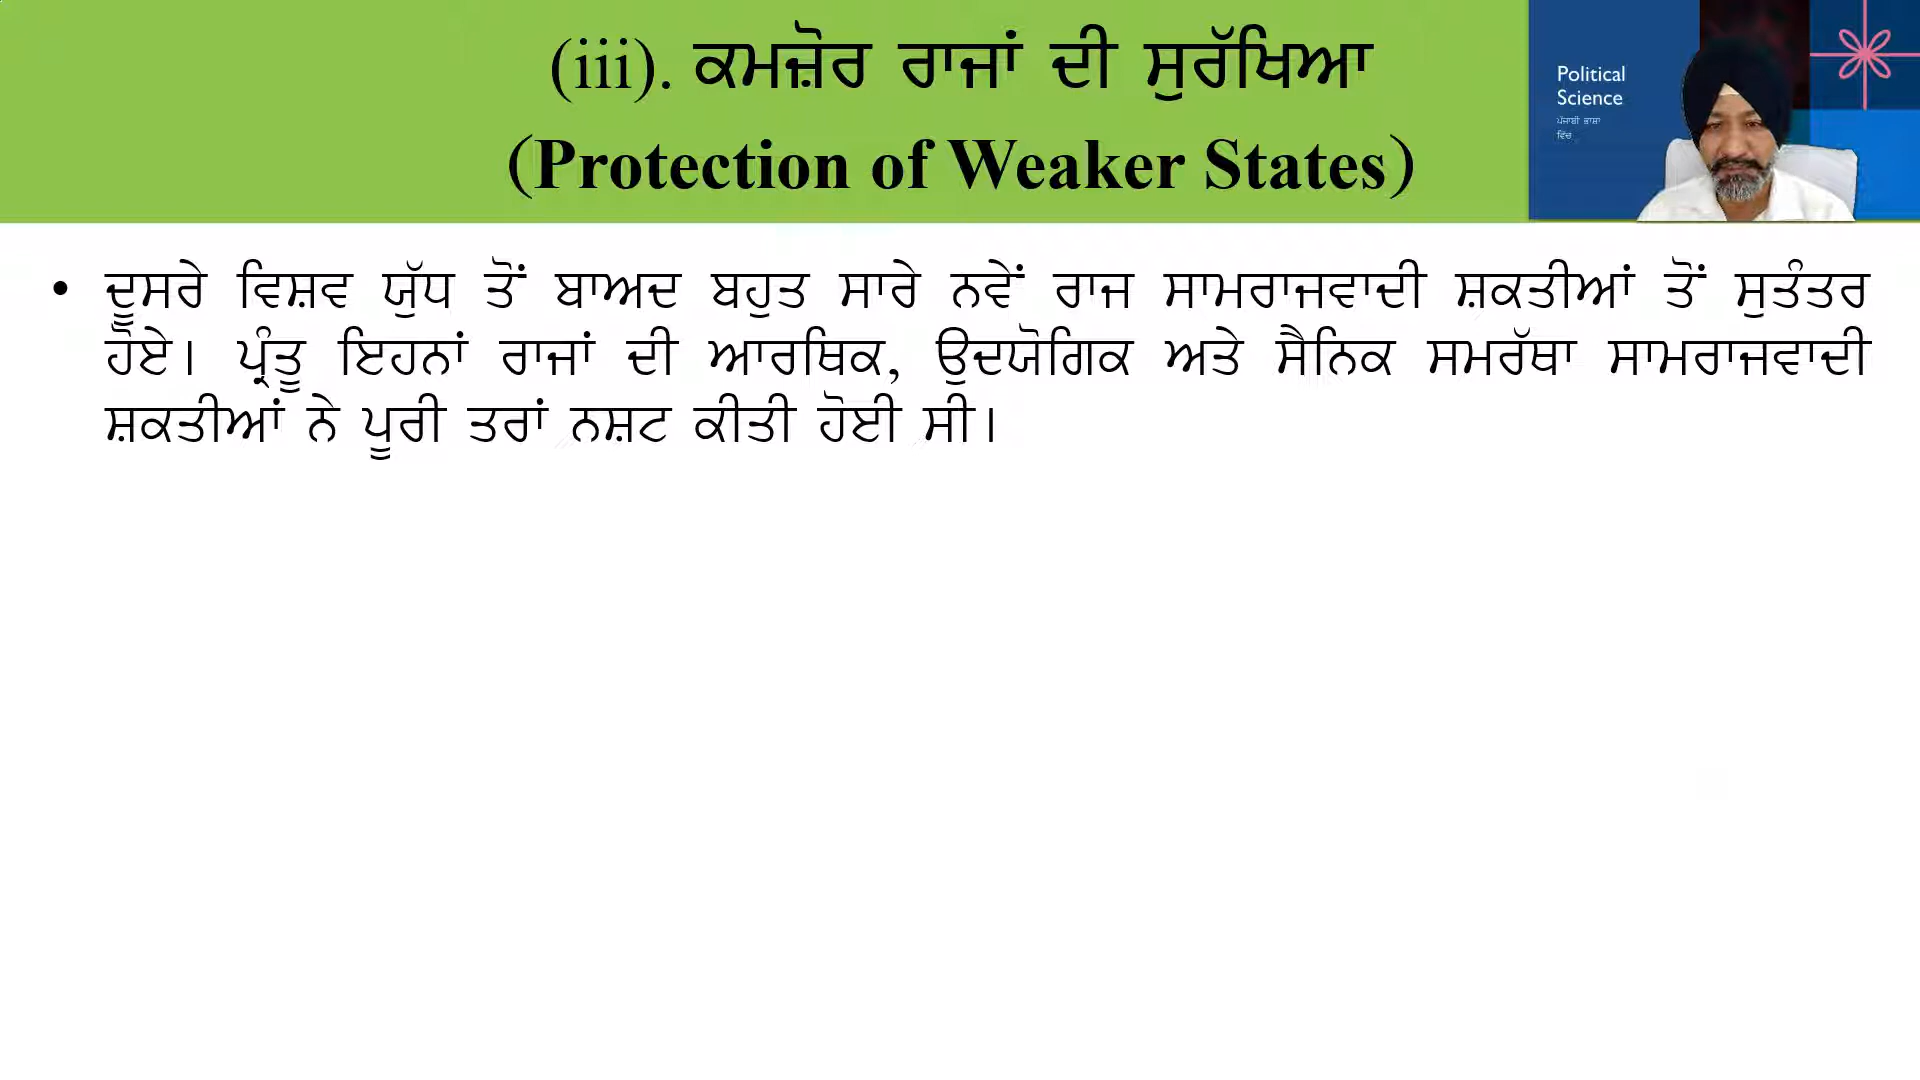 (iii). ਕਮਜ਼ੋਰ ਰਾਜਾਂ ਦੀ ਸੁਰੱਖਿਆ
(Protection of Weaker States)
Political
Science
ਪੰਜਾਬੀ ਭਾਸ਼ਾ
ਵਿੱਚ
• ਦੂਸਰੇ ਵਿਸ਼ਵ ਯੁੱਧ ਤੋਂ ਬਾਅਦ ਬਹੁਤ ਸਾਰੇ ਨਵੇਂ ਰਾਜ ਸਾਮਰਾਜਵਾਦੀ ਸ਼ਕਤੀਆਂ ਤੋਂ ਸੁਤੰਤਰ
ਹੋਏ। ਪ੍ਰੰਤੂ ਇਹਨਾਂ ਰਾਜਾਂ ਦੀ ਆਰਥਿਕ, ਉਦਯੋਗਿਕ ਅਤੇ ਸੈਨਿਕ ਸਮਰੱਥਾ ਸਾਮਰਾਜਵਾਦੀ
ਸ਼ਕਤੀਆਂ ਨੇ ਪੂਰੀ ਤਰਾਂ ਨਸ਼ਟ ਕੀਤੀ ਹੋਈ ਸੀ।